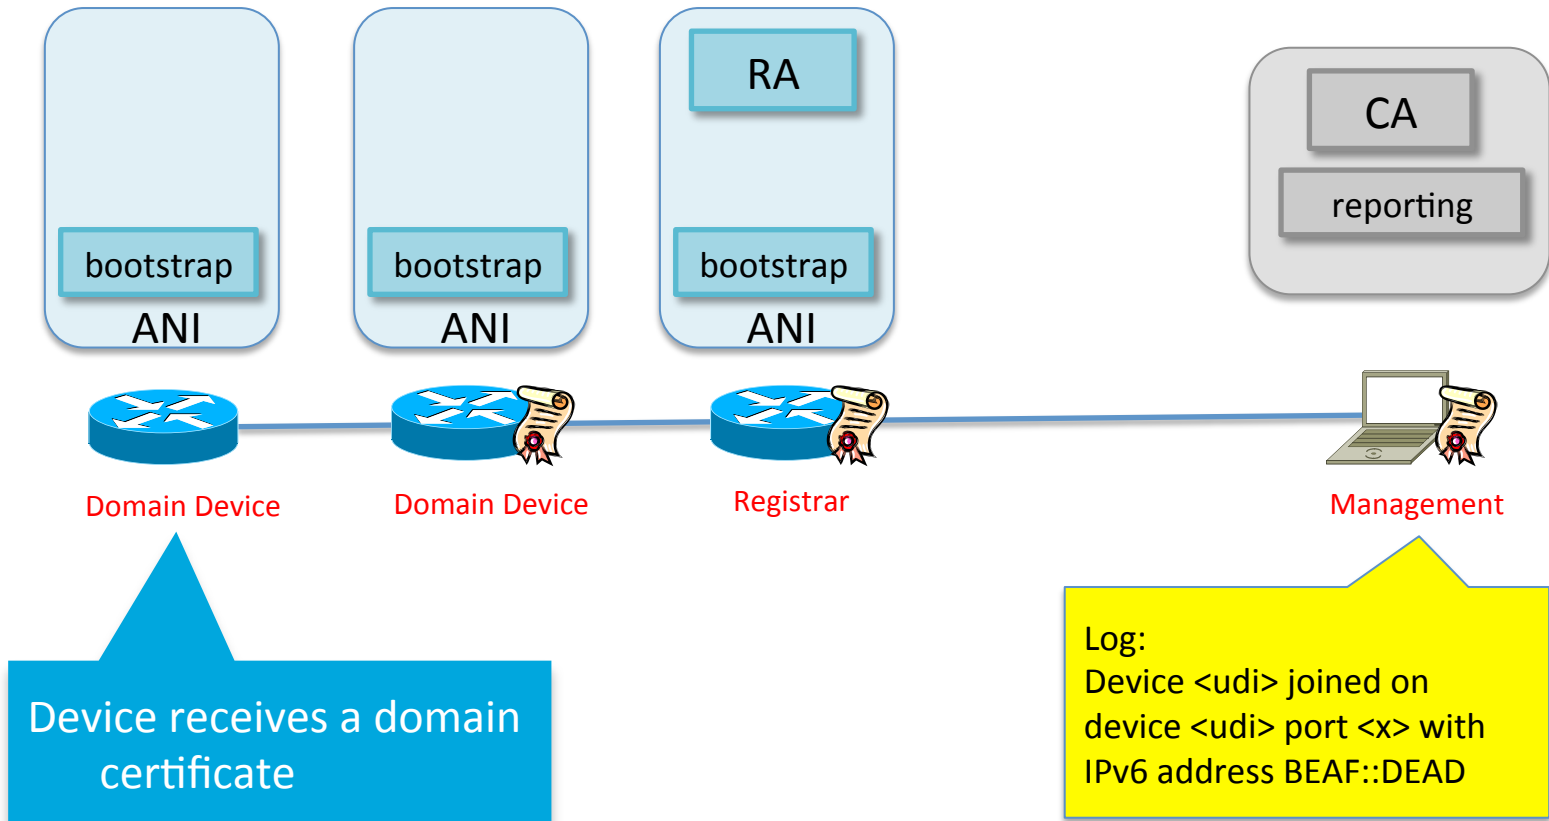 RA
CA
reporting
bootstrap
bootstrap
bootstrap
ANI
ANI
ANI
Domain Device
Domain Device
Registrar
Management
Device receives a domain
certificate
Log:
Device <udi> joined on
device <udi> port <x> with
IPv6 address BEAF::DEAD